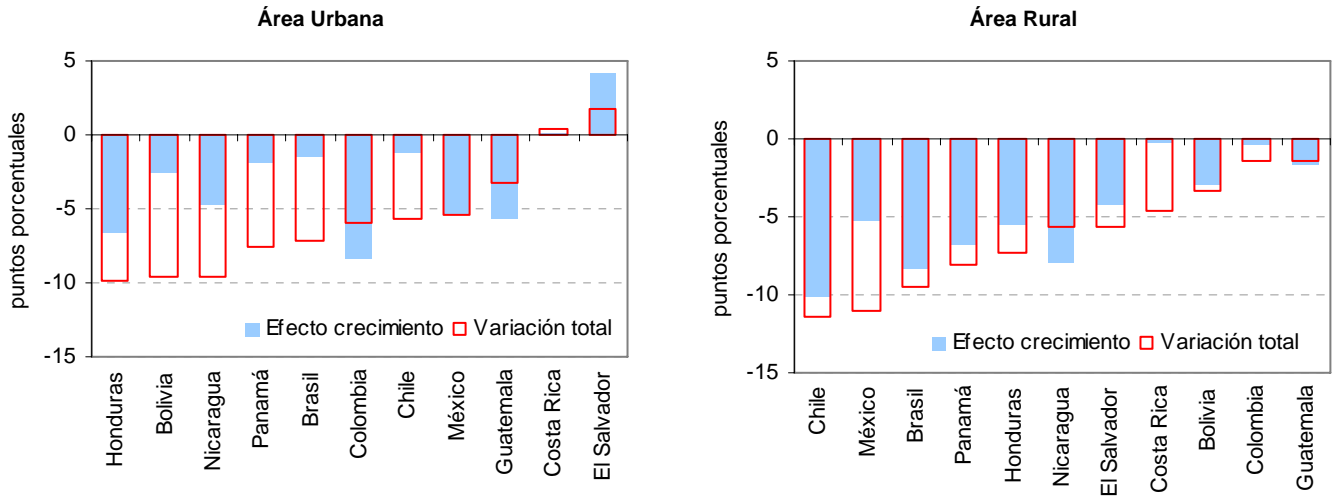 Área Urbana
puntos porcentuales
5
0
-5
-10
-15
Efecto crecimiento
Variación total
Honduras
Bolivia
Nicaragua
Panamá
Brasil
Colombia
Chile
México
Guatemala
Costa Rica
El Salvador
Área Rural
puntos porcentuales
5
0
-5
-10
-15
Efecto crecimiento
Variación total
Chile
México
Brasil
Panamá
Honduras
Nicaragua
El Salvador
Costa Rica
Bolivia
Colombia
Guatemala